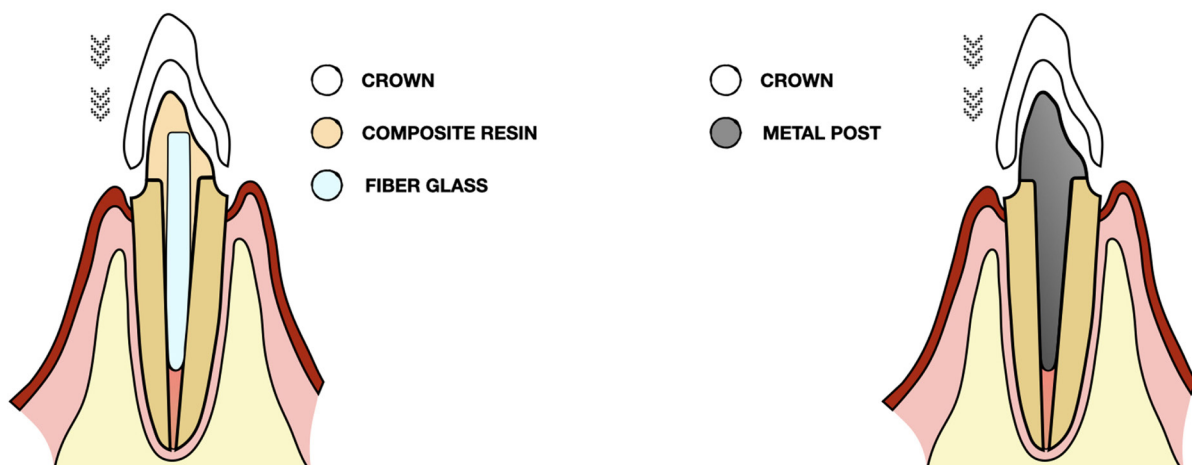 CROWN
COMPOSITE RESIN
FIBER GLASS
CROWN
METAL POST